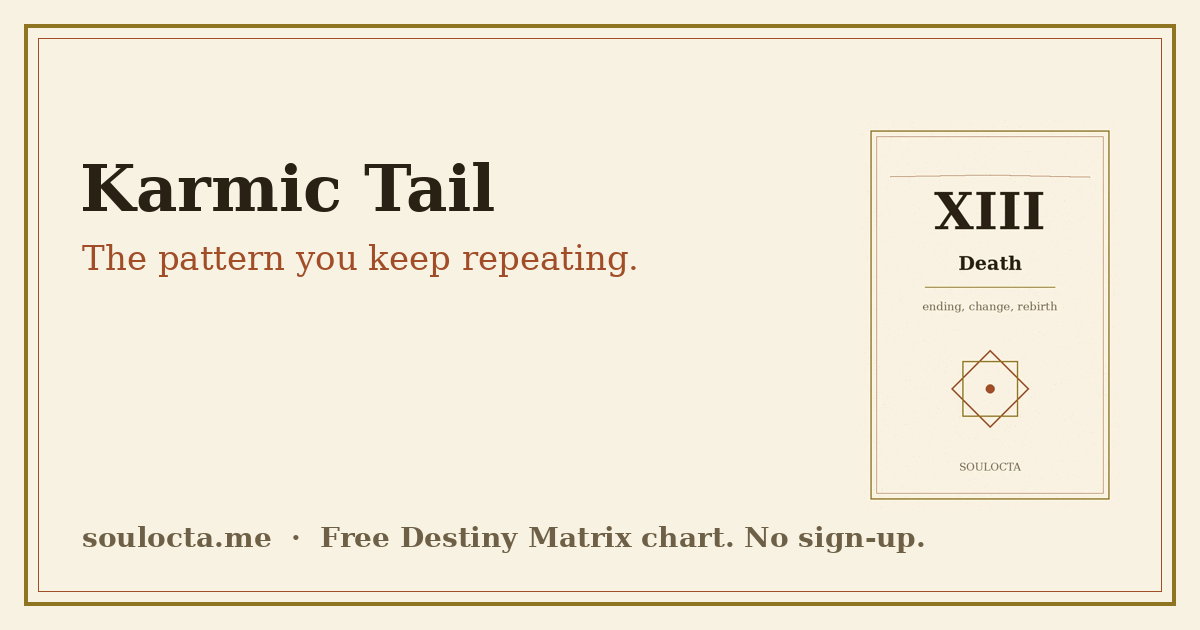 Karmic Tail
The pattern you keep repeating.
XIII
Death
ending, change, rebirth
SOULOCTA
soulocta.me · Free Destiny Matrix chart. No sign-up.